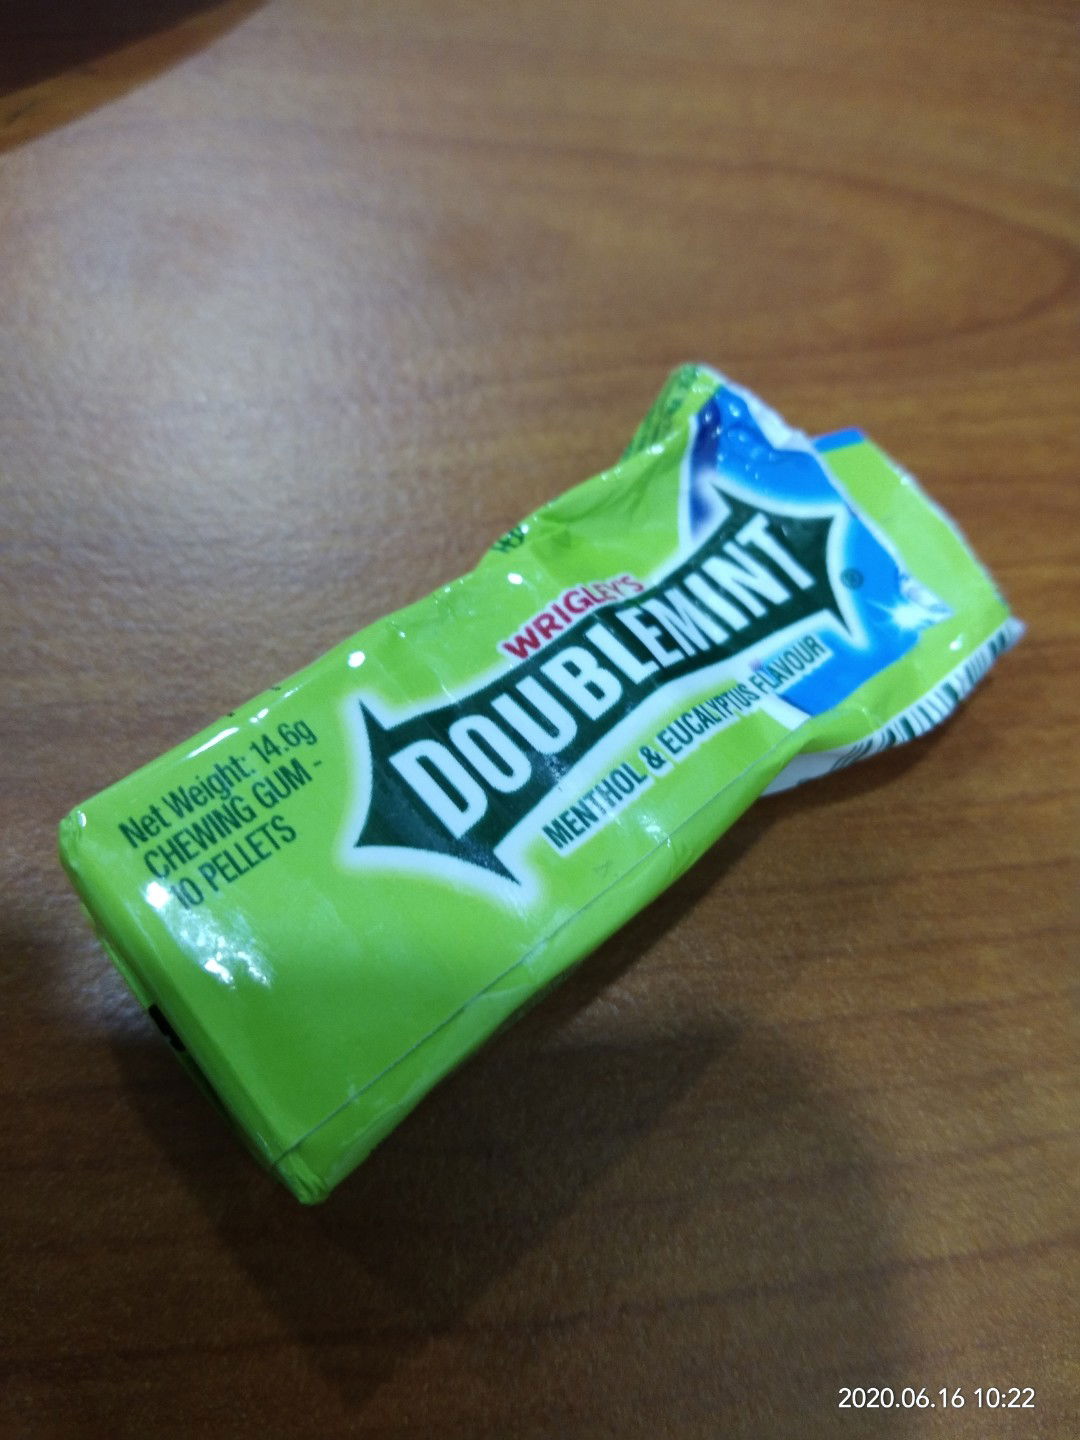 WRIGLEY'S
DOUBLEMINT
®
MENTHOL & EUCALYPTUS FLAVOUR
Net Weight: 14.6g
CHEWING GUM -
10 PELLETS
2020.06.16 10:22